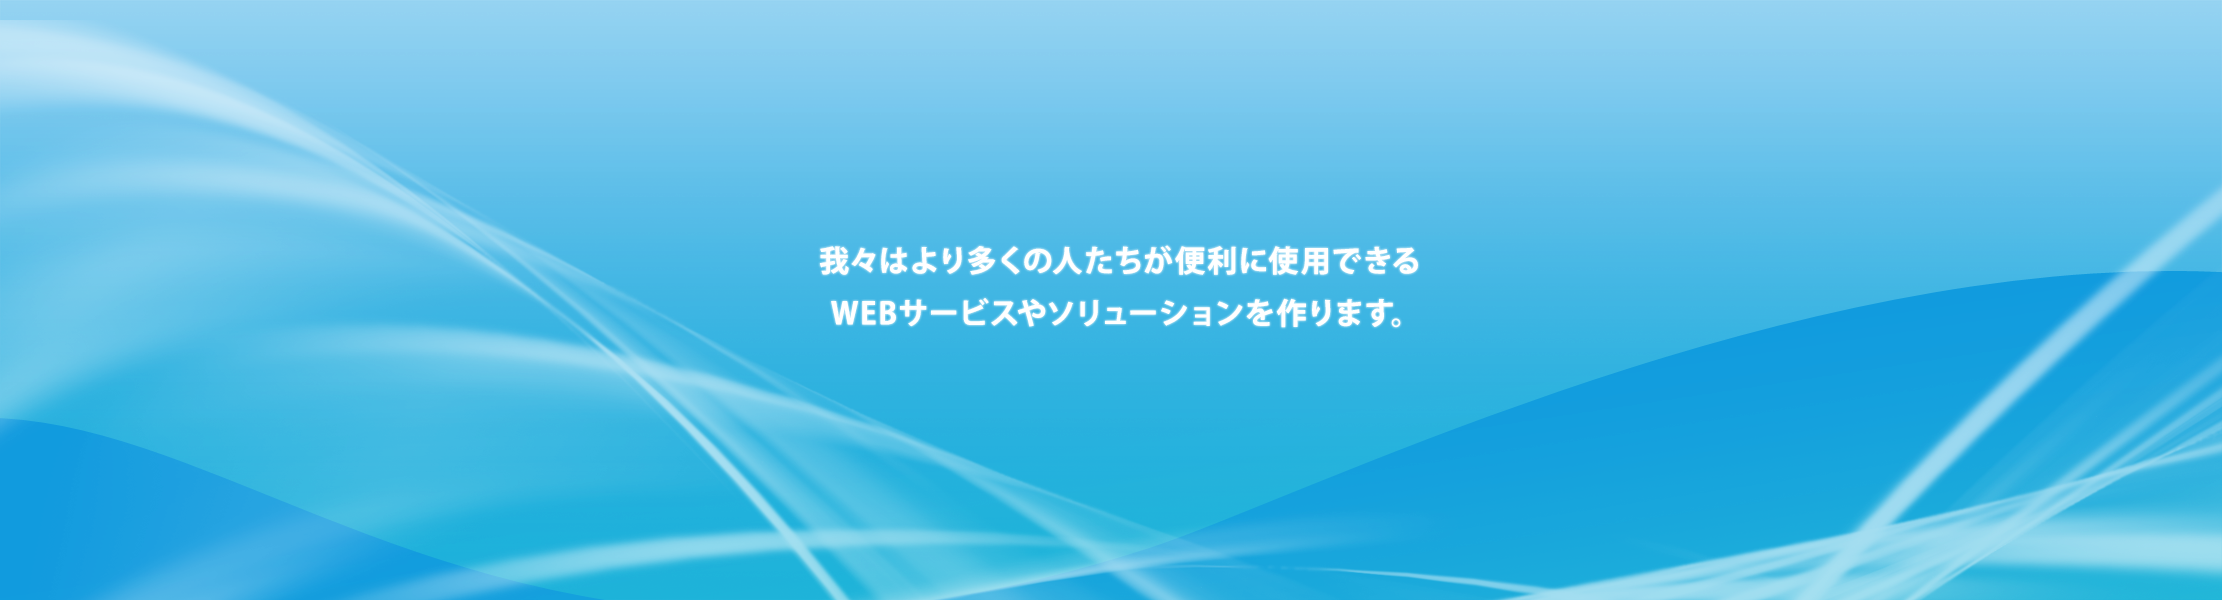 我々はより多くの人たちが便利に使用できる
WEBサービスやソリューションを作ります。